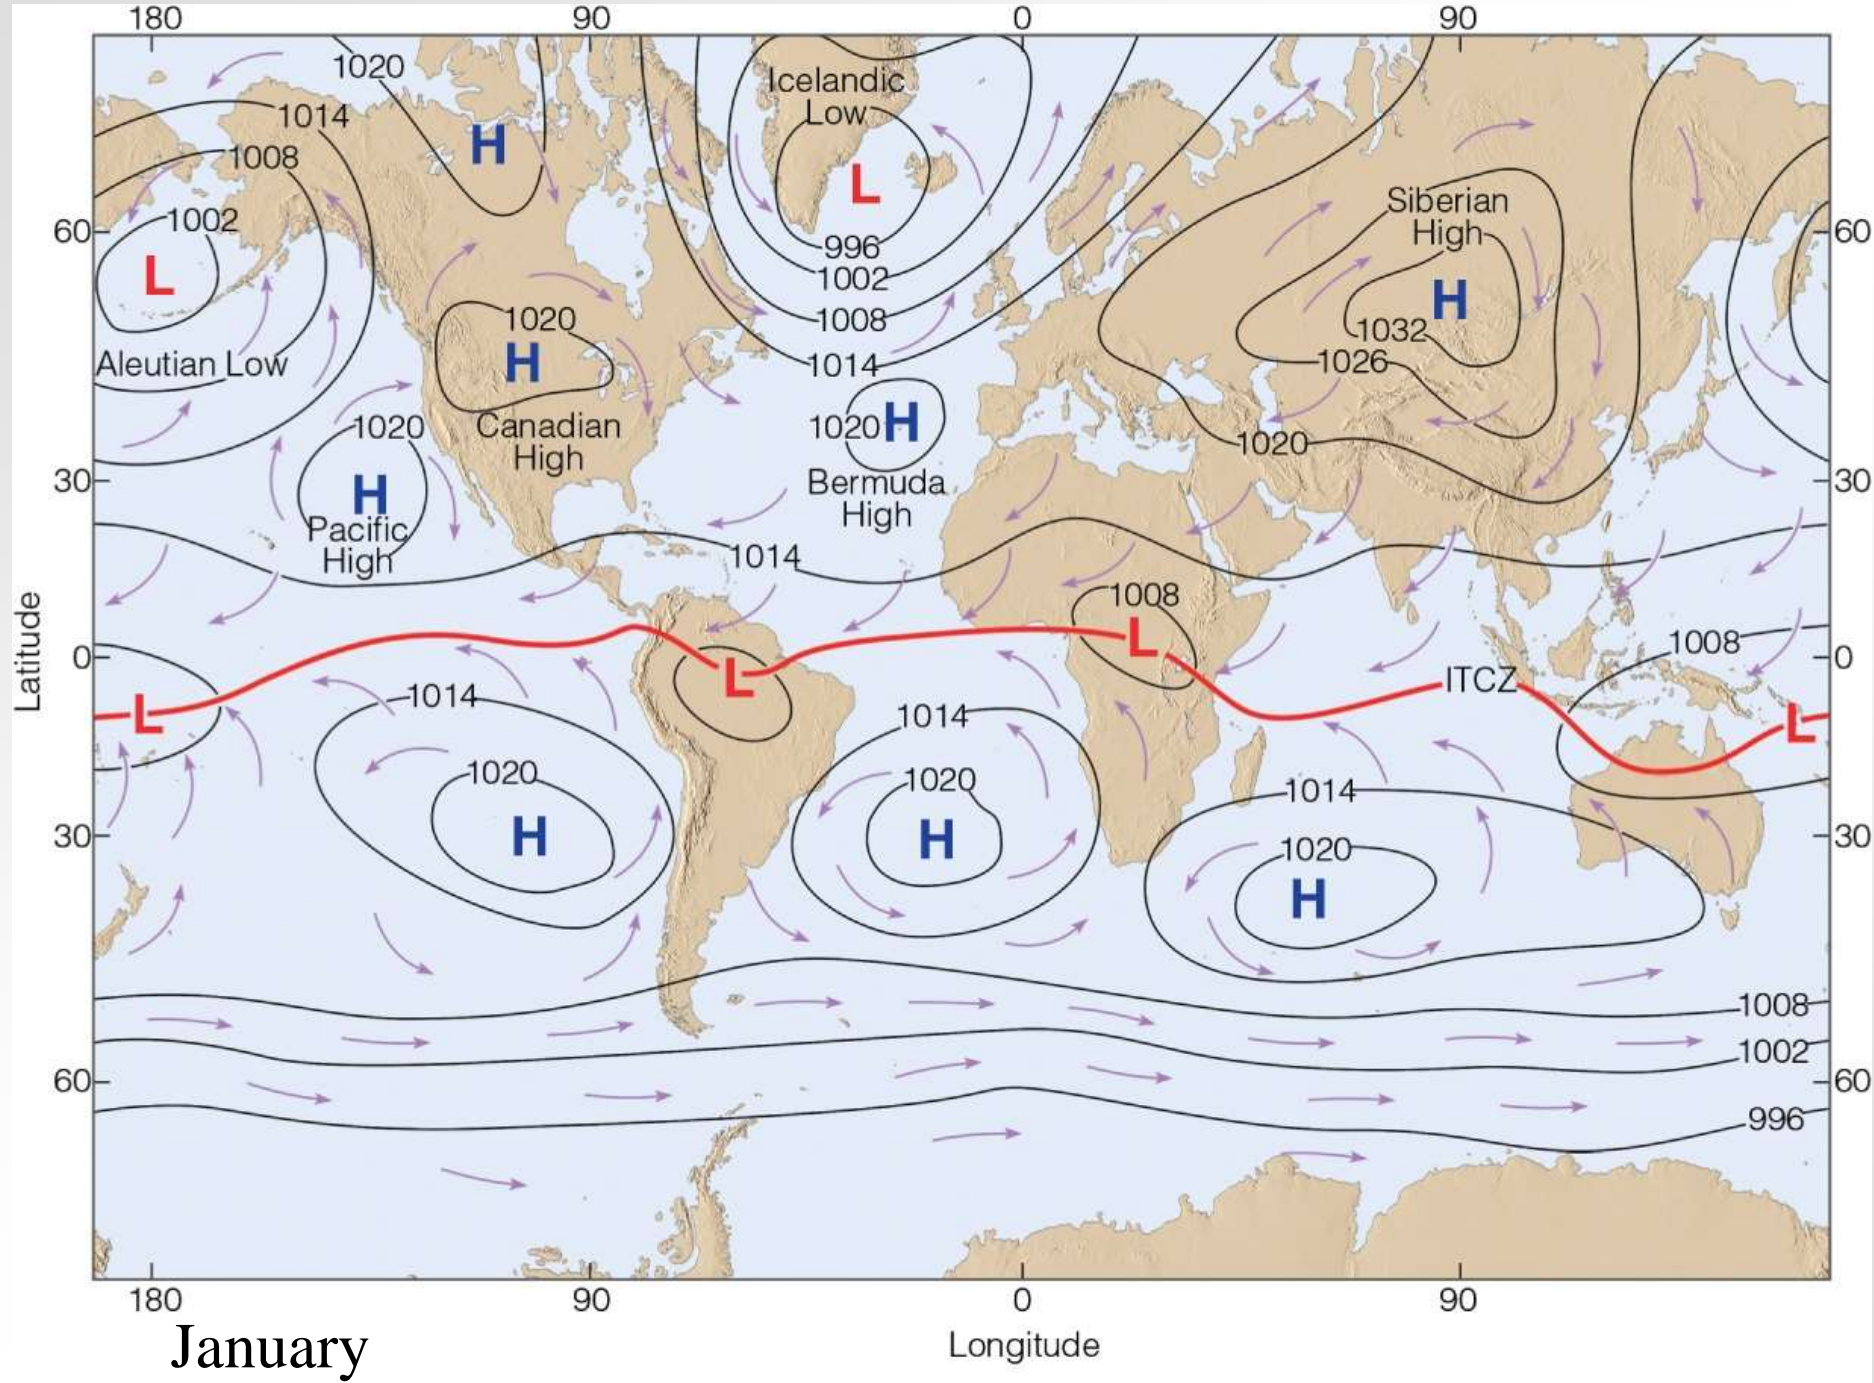 180 90 0 90
1020
Icelandic
Low
1014
H
1008
L
Siberian
High
1002
60 60
996
L
1002
H
1020
1008
1032
H
1026
Aleutian Low
1014
1020
1020 H
Canadian
High
1020
30 30
H
Bermuda
High
Pacific
High
1014
1008
L
1008
0 0
L
ITCZ
1014
L
1014
L
1020
1020
1014
30 30
H
H
1020
H
1008
1002
60 60
996
180 90 0 90
Latitude
Longitude
January